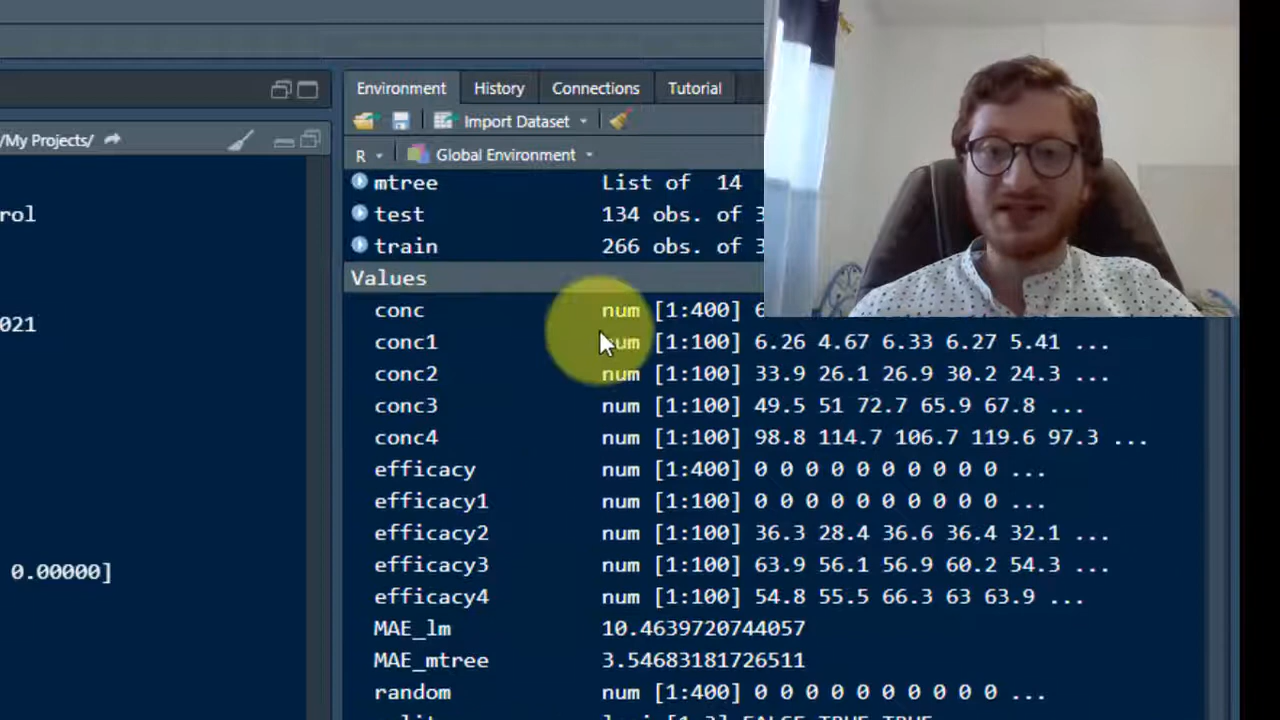 Environment History Connections Tutorial
/My Projects/ Import Dataset
R Global Environment
mtree List of 14
rol test 134 obs. of 3
train 266 obs. of 3
Values
conc num [1:400] 6
021 conc1 num [1:100] 6.26 4.67 6.33 6.27 5.41 ...
conc2 num [1:100] 33.9 26.1 26.9 30.2 24.3 ...
conc3 num [1:100] 49.5 51 72.7 65.9 67.8 ...
conc4 num [1:100] 98.8 114.7 106.7 119.6 97.3 ...
efficacy num [1:400] 0 0 0 0 0 0 0 0 0 0 ...
efficacy1 num [1:100] 0 0 0 0 0 0 0 0 0 0 ...
efficacy2 num [1:100] 36.3 28.4 36.6 36.4 32.1 ...
0.00000] efficacy3 num [1:100] 63.9 56.1 56.9 60.2 54.3 ...
efficacy4 num [1:100] 54.8 55.5 66.3 63 63.9 ...
MAE_lm 10.4639720744057
MAE_mtree 3.54683181726511
random num [1:400] 0 0 0 0 0 0 0 0 0 0 ...